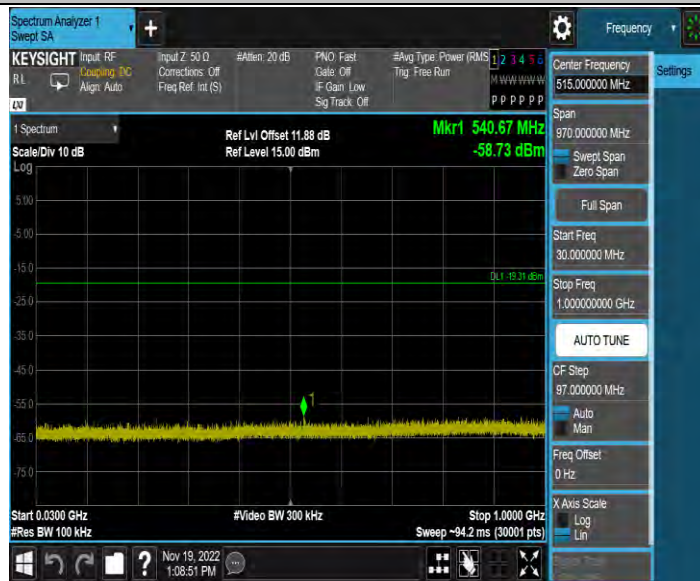 Spectrum Analyzer 1
Swept SA
+
Frequency
KEYSIGHT
RL
LXI
Input: RF
Coupling: DC
Align: Auto
Input Z: 50 Ω
Corrections: Off
Freq Ref: Int (S)
#Atten: 20 dB
PNO: Fast
Gate: Off
IF Gain: Low
Sig Track: Off
#Avg Type: Power (RMS
Trig: Free Run
1 2 3 4 5 6
M W W W W W
P P P P P P
1 Spectrum
Scale/Div 10 dB
Log
Ref Lvl Offset 11.88 dB
Ref Level 15.00 dBm
Mkr1 540.67 MHz
-58.73 dBm
5.00
-5.00
-15.0
DL1 -19.31 dBm
-25.0
-35.0
-45.0
-55.0
1
-65.0
-75.0
Start 0.0300 GHz
#Res BW 100 kHz
#Video BW 300 kHz
Stop 1.0000 GHz
Sweep ~94.2 ms (30001 pts)
?
Nov 19, 2022
1:08:51 PM
Center Frequency
515.000000 MHz
Settings
Span
970.000000 MHz
Swept Span
Zero Span
Full Span
Start Freq
30.000000 MHz
Stop Freq
1.000000000 GHz
AUTO TUNE
CF Step
97.000000 MHz
Auto
Man
Freq Offset
0 Hz
X Axis Scale
Log
Lin